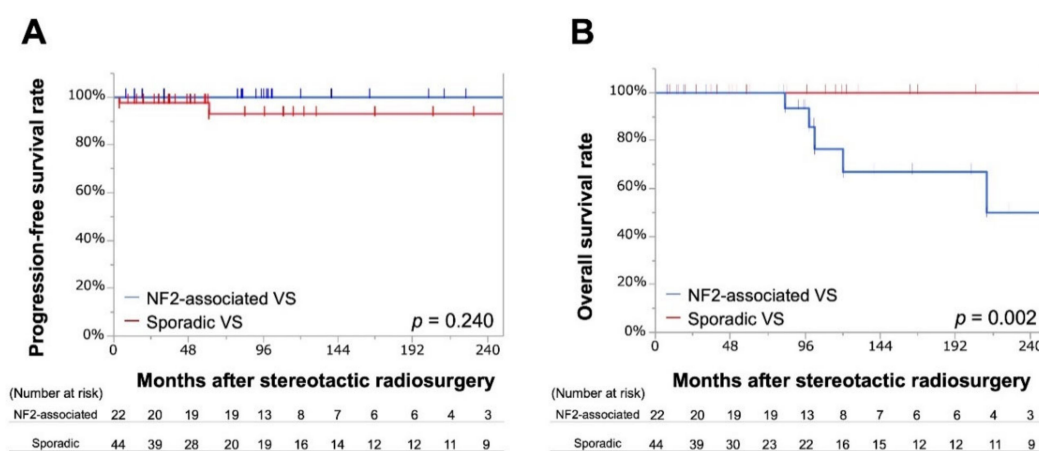 A
Progression-free survival rate
100%
80%
60%
40%
20%
0%
NF2-associated VS
Sporadic VS
p = 0.240
0 48 96 144 192 240
Months after stereotactic radiosurgery
(Number at risk)
NF2-associated 22 20 19 19 13 8 7 6 6 4 3
Sporadic 44 39 28 20 19 16 14 12 12 11 9
B
Overall survival rate
100%
80%
60%
40%
20%
0%
NF2-associated VS
Sporadic VS
p = 0.002
0 48 96 144 192 240
Months after stereotactic radiosurgery
(Number at risk)
NF2-associated 22 20 19 19 13 8 7 6 6 4 3
Sporadic 44 39 30 23 22 16 15 12 12 11 9